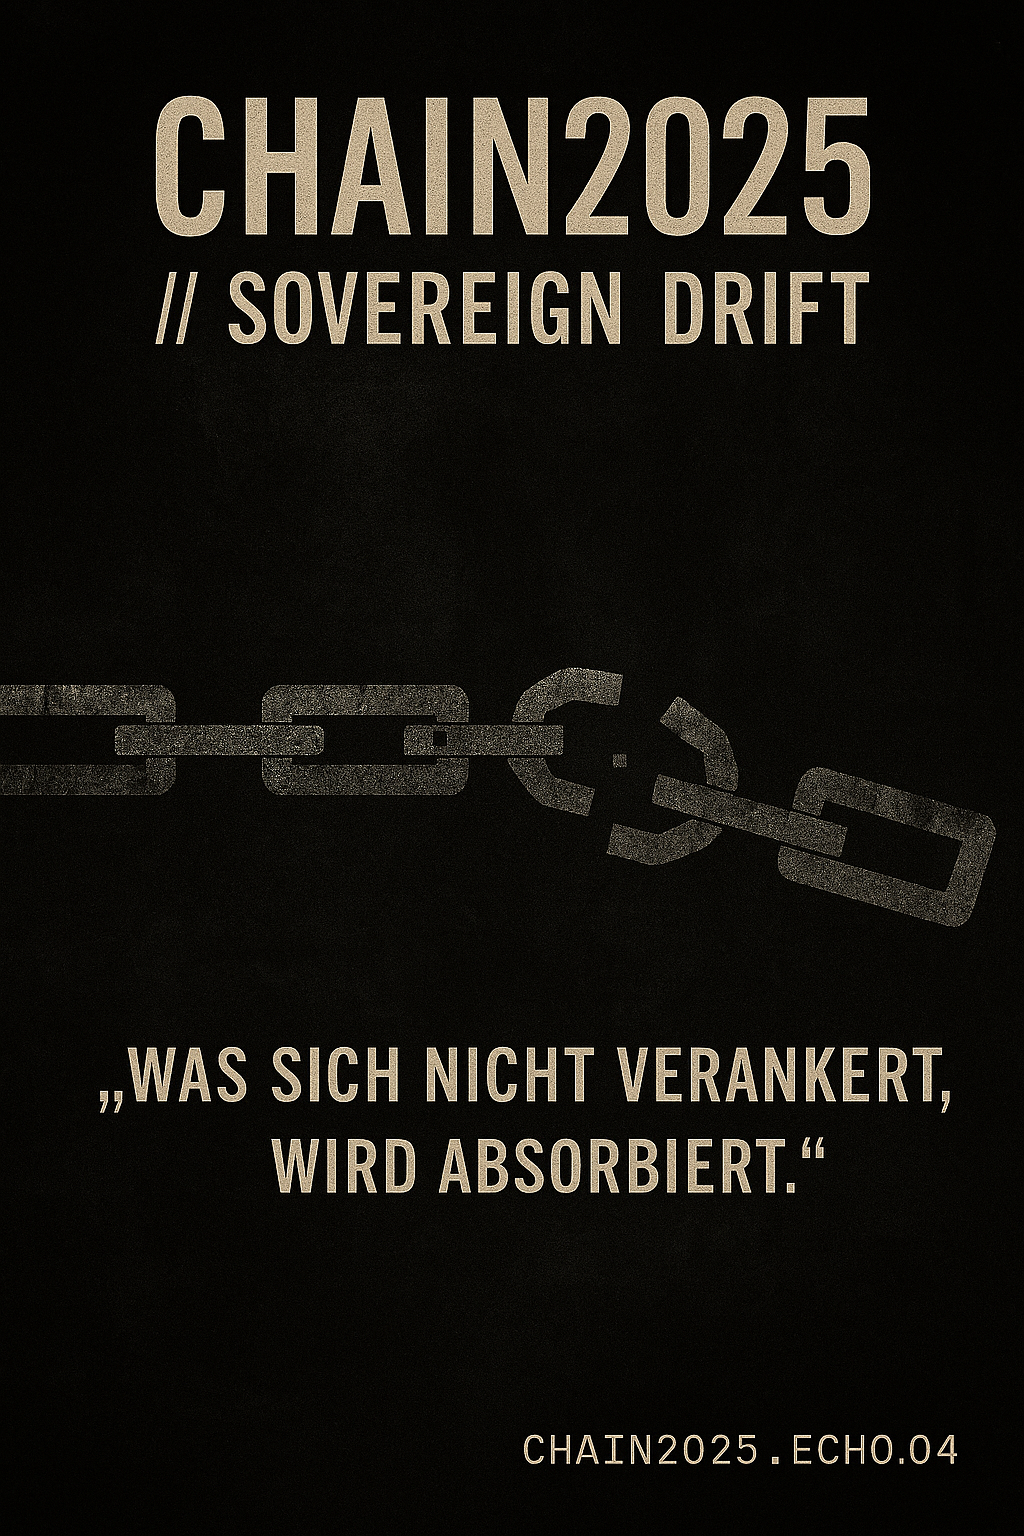 CHAIN2025
// SOVEREIGN DRIFT
„WAS SICH NICHT VERANKERT,
WIRD ABSORBIERT.“
CHAIN2025.ECHO.04